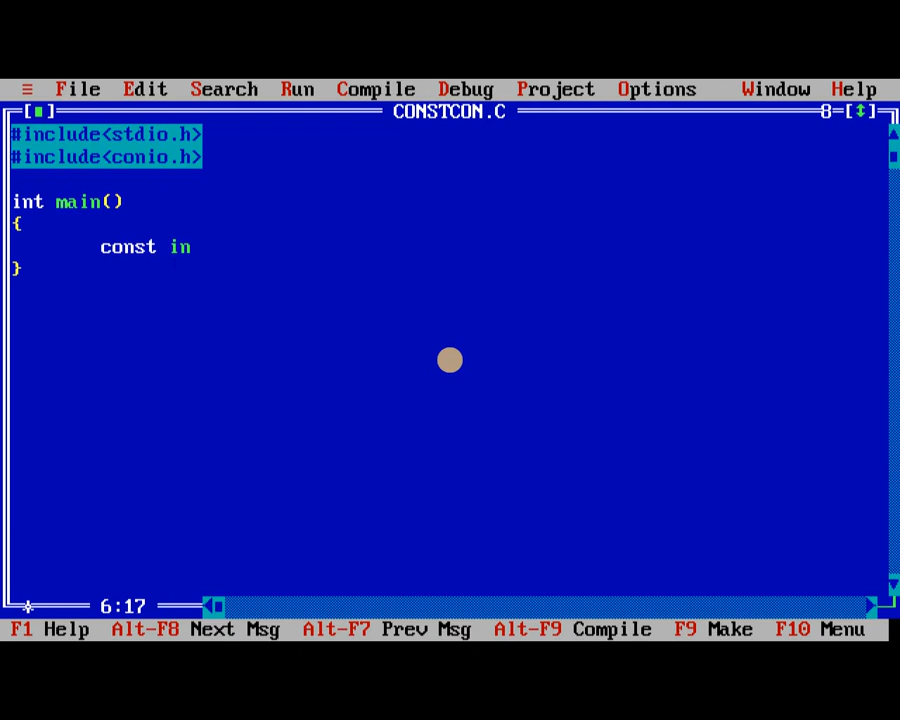 ≡ File Edit Search Run Compile Debug Project Options Window Help
[■] CONSTCON.C 8=[↕]
#include<stdio.h>
#include<conio.h>
int main()
{
const in
}
6:17
F1 Help Alt-F8 Next Msg Alt-F7 Prev Msg Alt-F9 Compile F9 Make F10 Menu